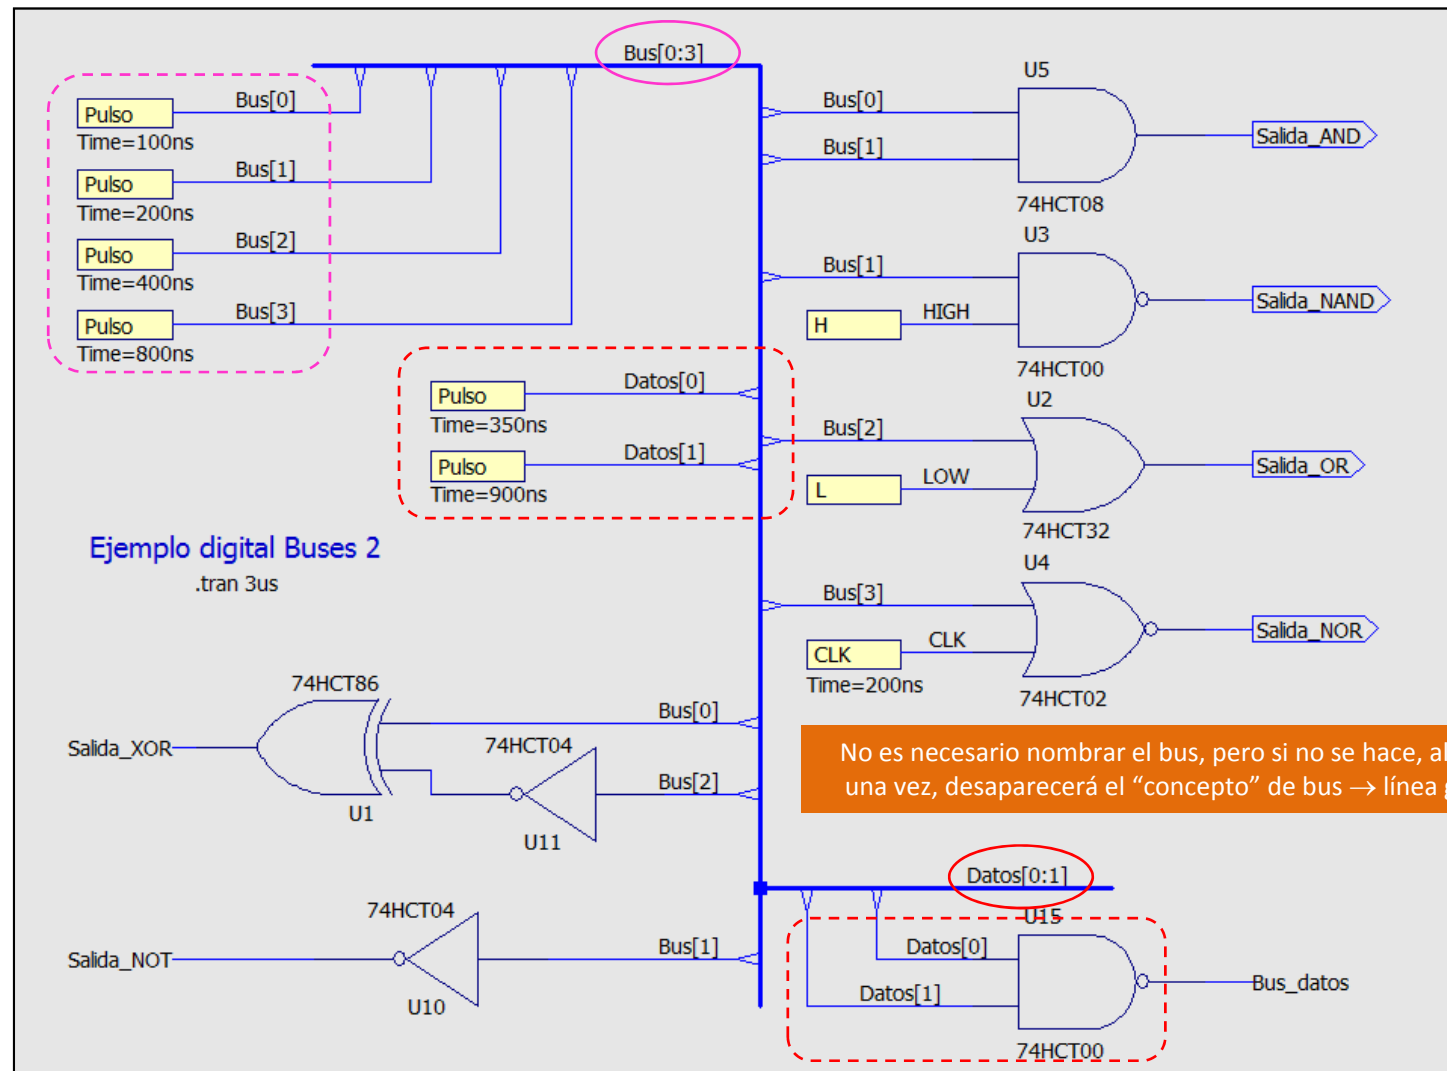 Bus[0:3]
Bus[0]
Pulso
Time=100ns
Bus[1]
Pulso
Time=200ns
Bus[2]
Pulso
Time=400ns
Bus[3]
Pulso
Time=800ns
Datos[0]
Pulso
Time=350ns
Datos[1]
Pulso
Time=900ns
Ejemplo digital Buses 2
.tran 3us
U5
Bus[0]
Bus[1]
Salida_AND
74HCT08
U3
Bus[1]
H
HIGH
Salida_NAND
74HCT00
U2
Bus[2]
L
LOW
Salida_OR
74HCT32
U4
Bus[3]
CLK
CLK
Time=200ns
Salida_NOR
74HCT02
74HCT86
Bus[0]
Salida_XOR
74HCT04
Bus[2]
U1
U11
No es necesario nombrar el bus, pero si no se hace, al
una vez, desaparecerá el “concepto” de bus → línea
74HCT04
Bus[1]
Salida_NOT
U10
Datos[0:1]
U15
Datos[0]
Datos[1]
Bus_datos
74HCT00